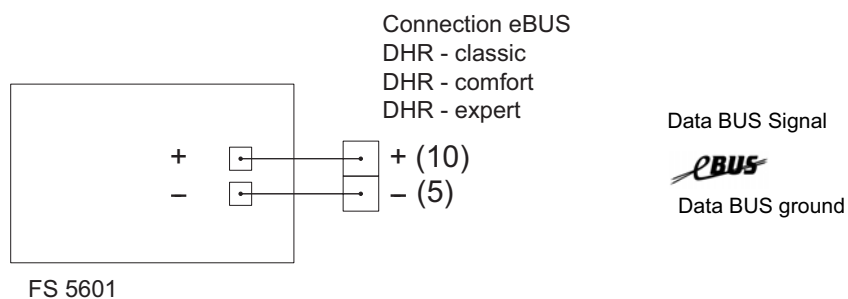 Connection eBUS
DHR - classic
DHR - comfort
DHR - expert
Data BUS Signal
+ + (10)
eBUS
– – (5)
Data BUS ground
FS 5601